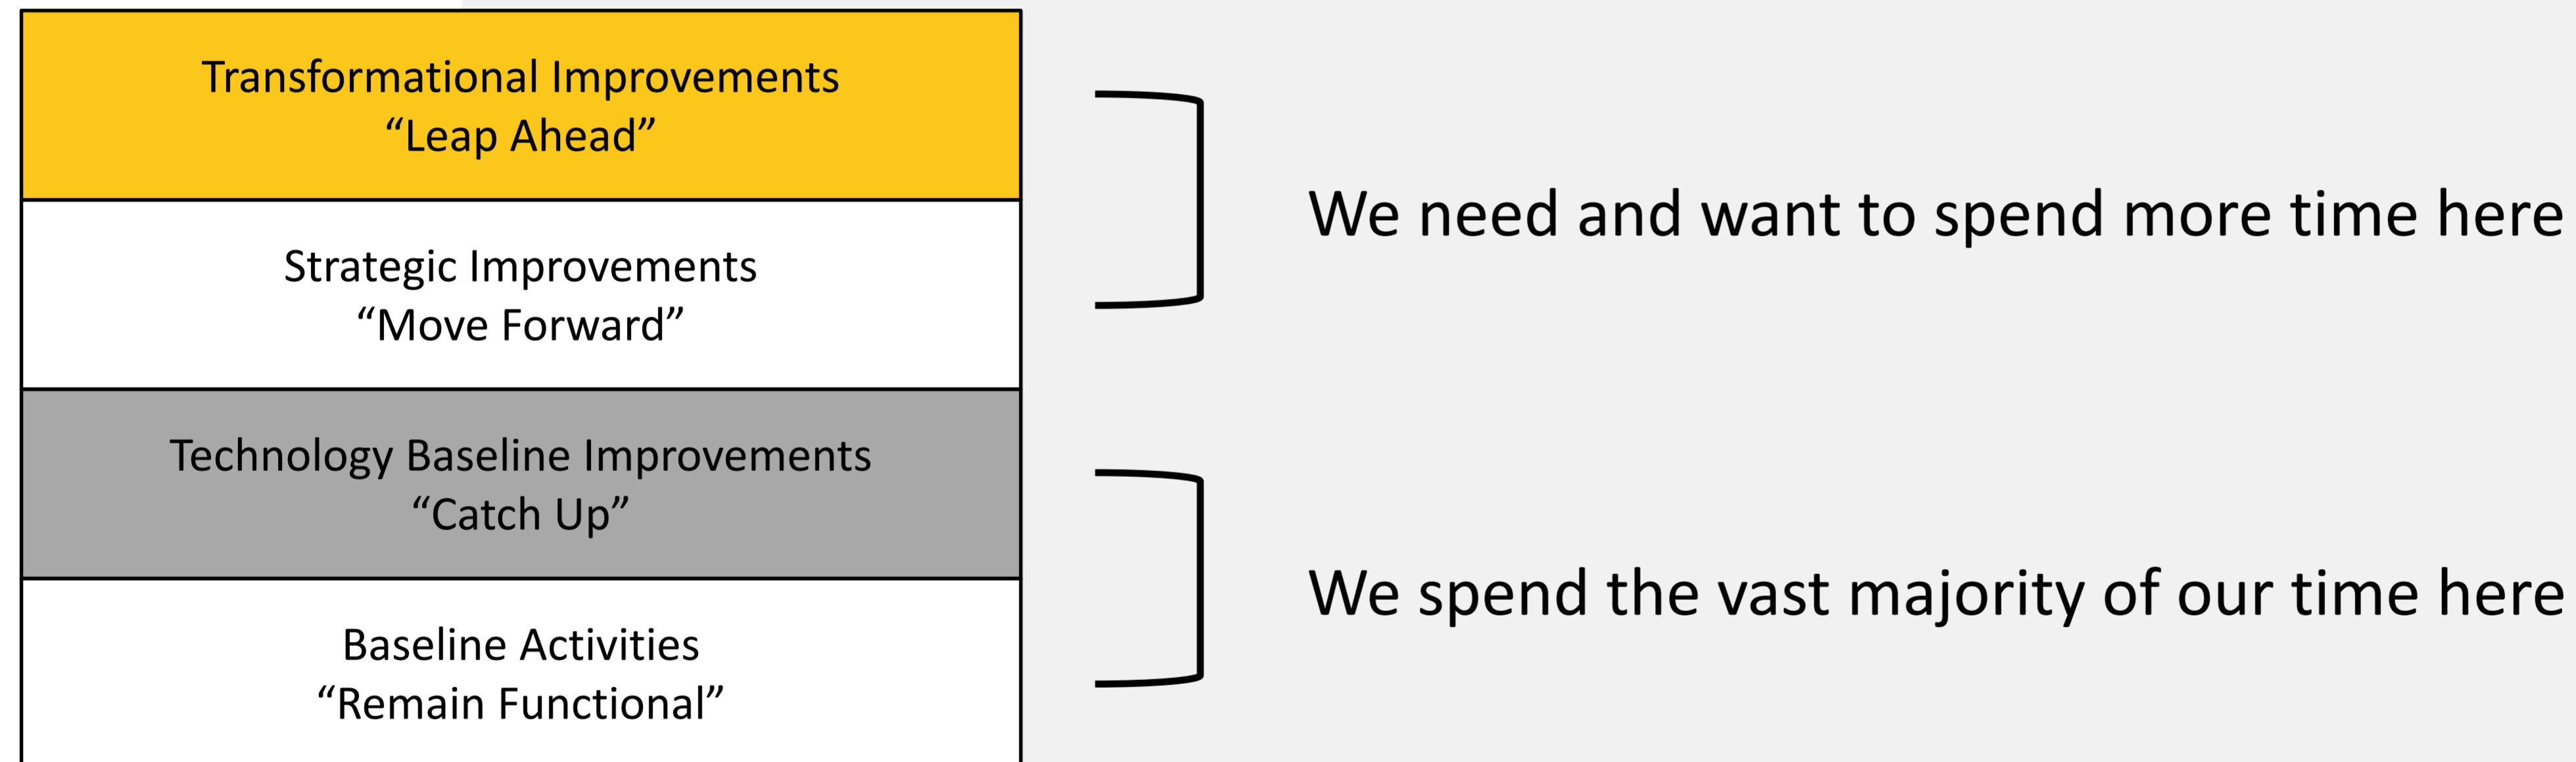 Transformational Improvements
“Leap Ahead”
Strategic Improvements
“Move Forward”
We need and want to spend more time here
Technology Baseline Improvements
“Catch Up”
Baseline Activities
“Remain Functional”
We spend the vast majority of our time here